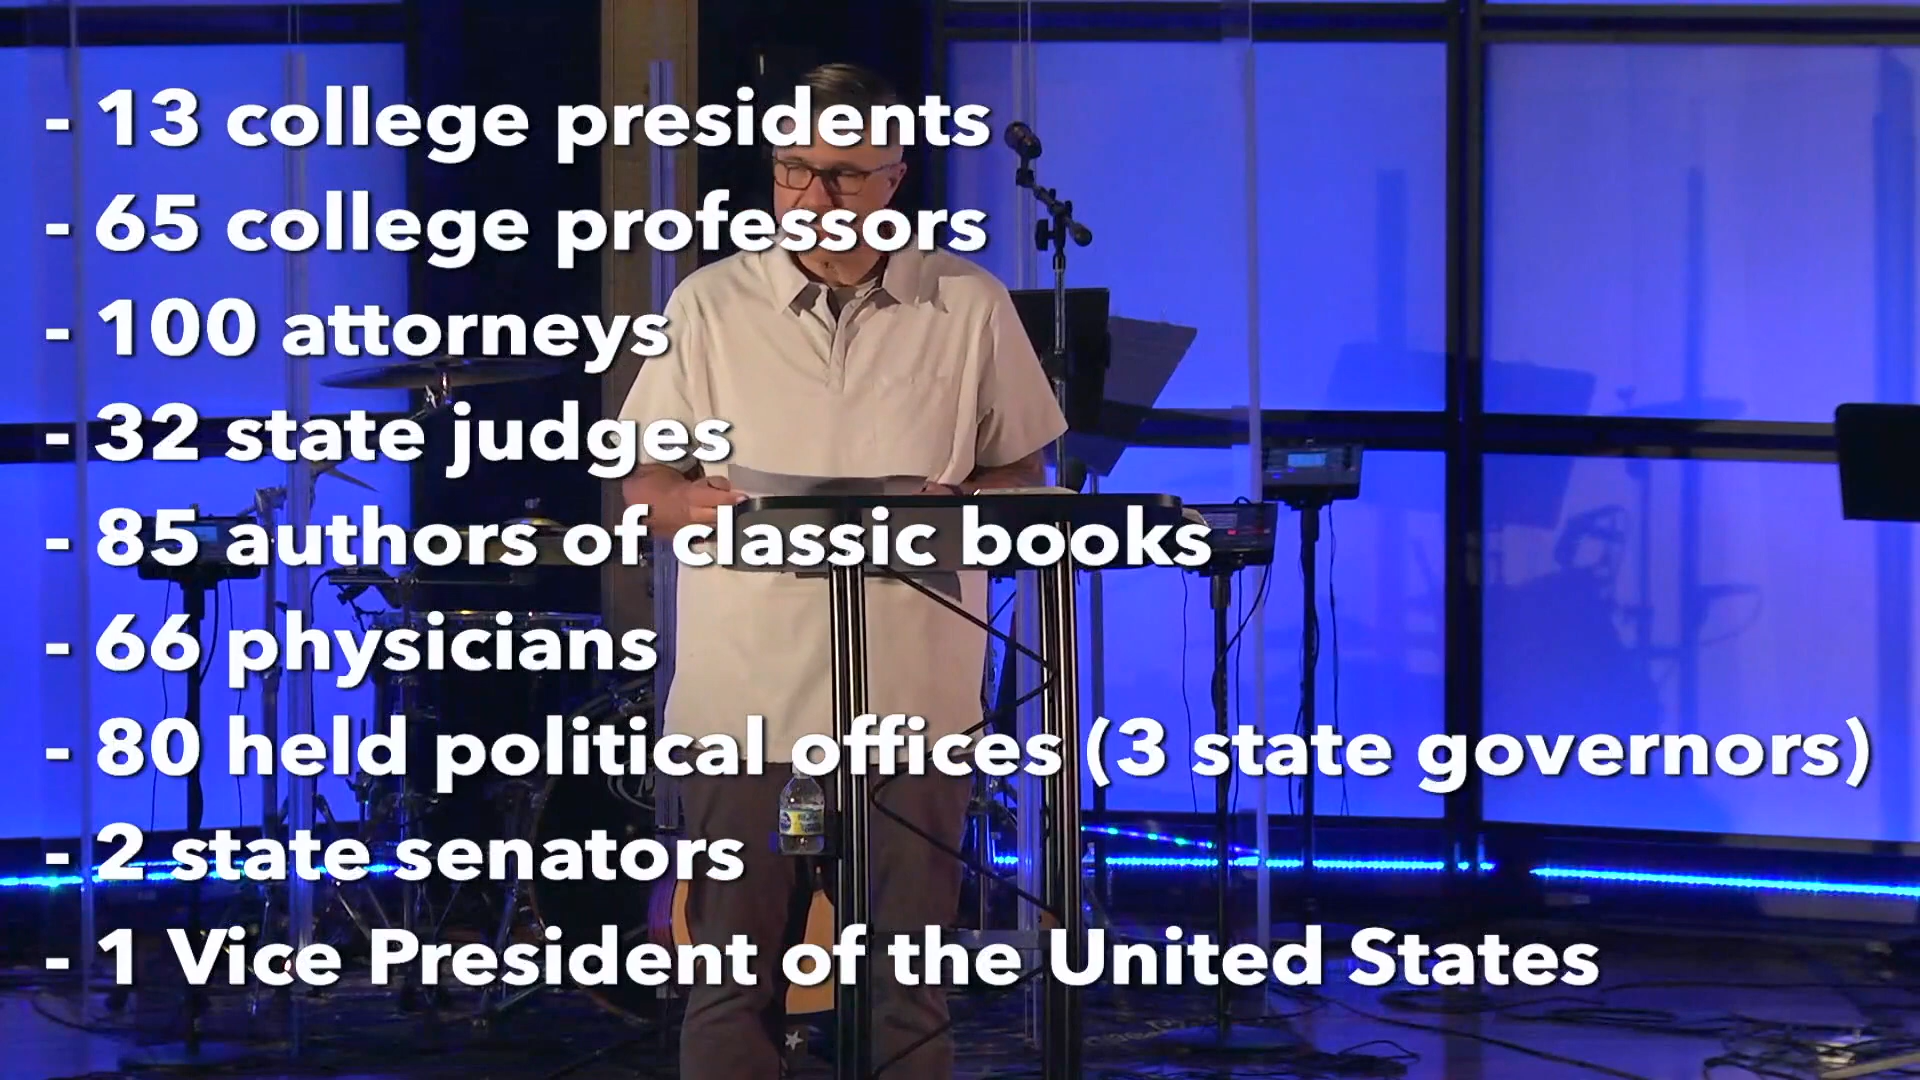 - 13 college presidents
- 65 college professors
- 100 attorneys
- 32 state judges
- 85 authors of classic books
- 66 physicians
- 80 held political offices (3 state governors)
- 2 state senators
- 1 Vice President of the United States